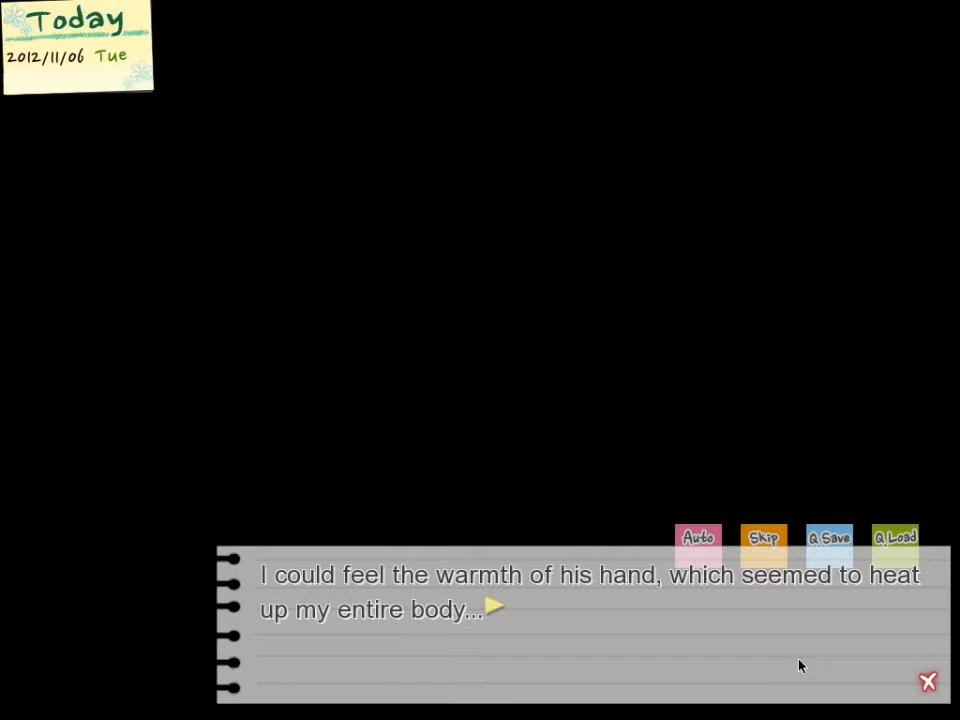 Today
2012/11/06 Tue
Auto Skip Q.Save Q.Load
I could feel the warmth of his hand, which seemed to heat
up my entire body...